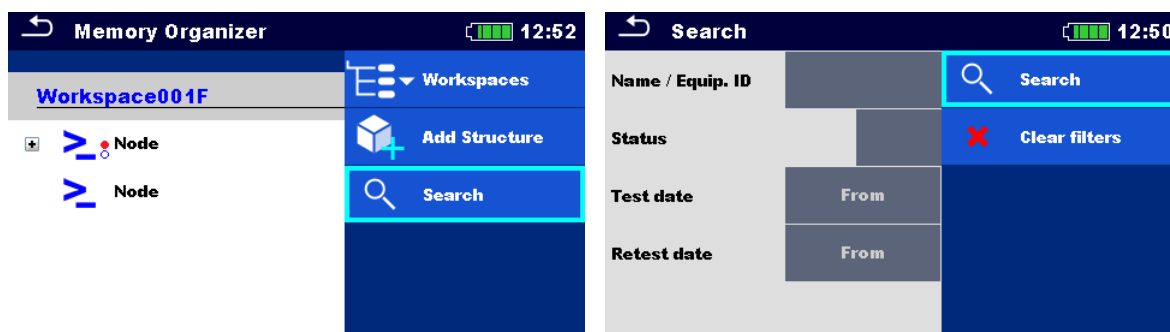 Memory Organizer 12:52
Workspace001F
Node
Node
Workspaces
Add Structure
Search
Search 12:50
Name / Equip. ID
Status
Test date From
Retest date From
Search
Clear filters